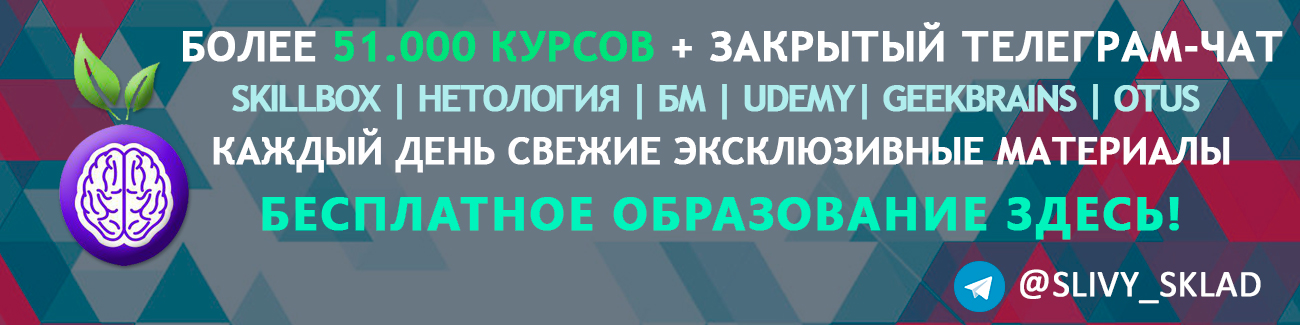 БОЛЕЕ 51.000 КУРСОВ + ЗАКРЫТЫЙ ТЕЛЕГРАМ-ЧАТ
SKILLBOX | НЕТОЛОГИЯ | БМ | UDEMY | GEEKBRAINS | OTUS
КАЖДЫЙ ДЕНЬ СВЕЖИЕ ЭКСКЛЮЗИВНЫЕ МАТЕРИАЛЫ
БЕСПЛАТНОЕ ОБРАЗОВАНИЕ ЗДЕСЬ!
@SLIVY_SKLAD